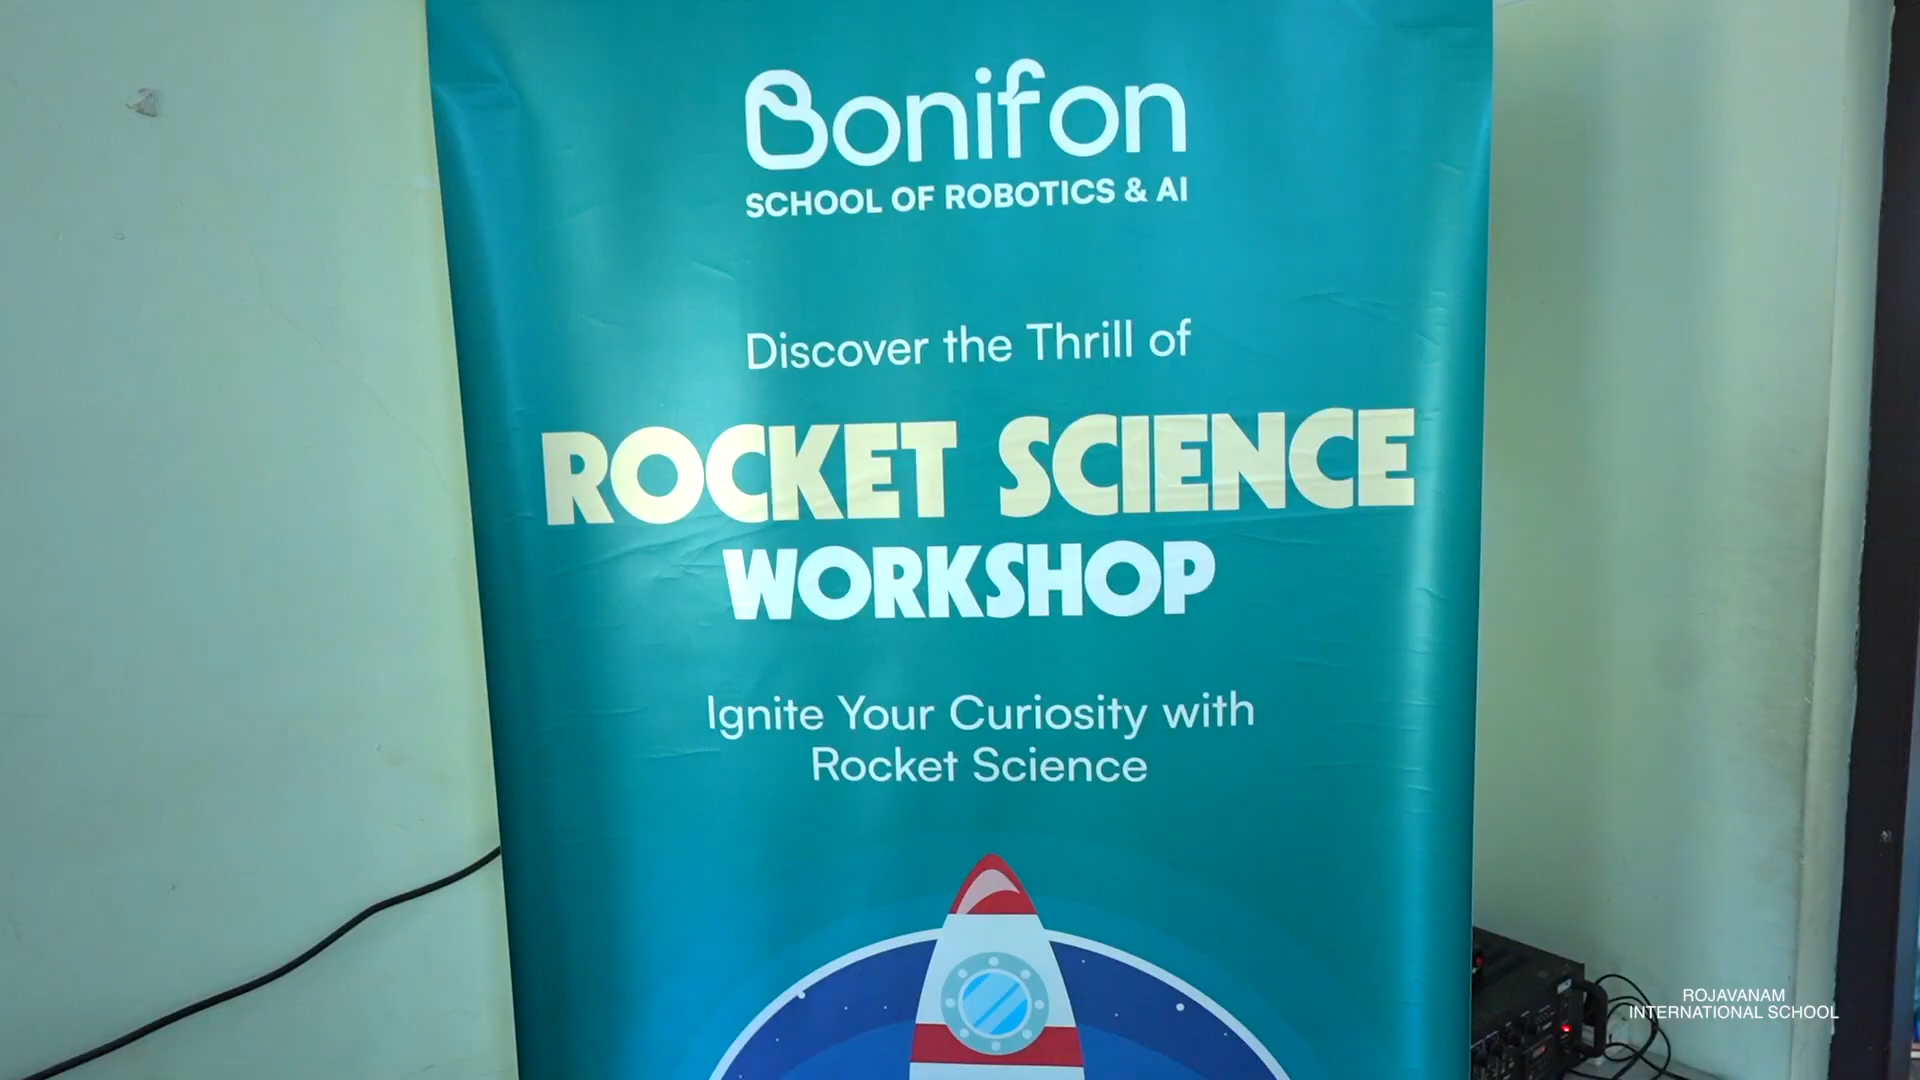 Bonifon
SCHOOL OF ROBOTICS & AI
Discover the Thrill of
ROCKET SCIENCE
WORKSHOP
Ignite Your Curiosity with
Rocket Science
ROJAVANAM
INTERNATIONAL SCHOOL